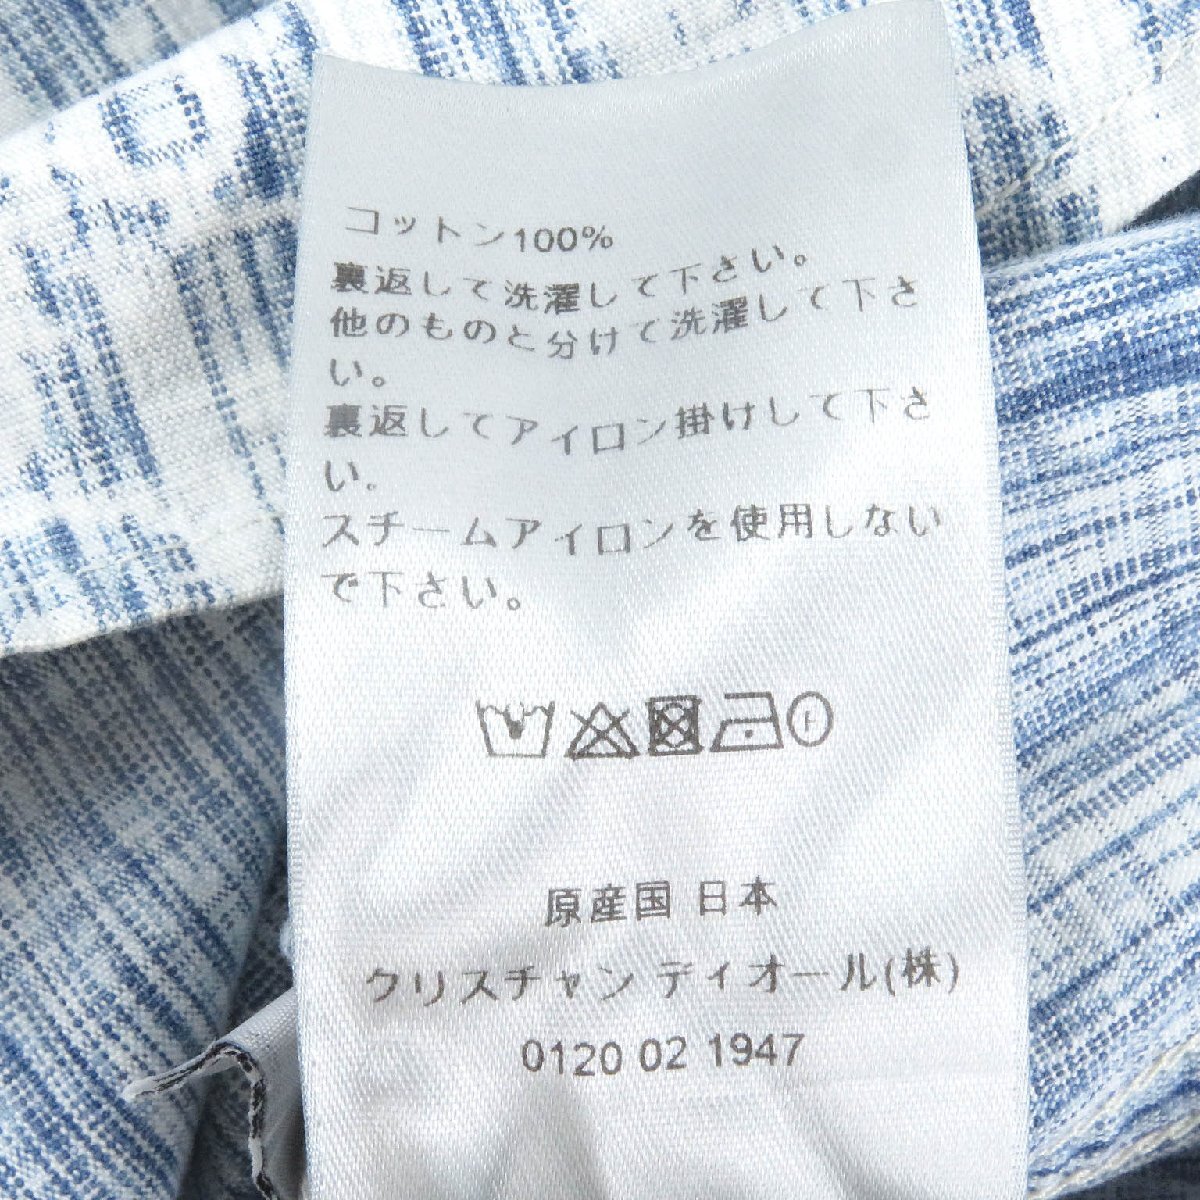 コットン100%
裏返して洗濯して下さい。
他のものと分けて洗濯して下さ
い。
裏返してアイロン掛けして下さ
い。
スチームアイロンを使用しない
で下さい。
F
原産国 日本
クリスチャン ディオール(株)
0120 02 1947